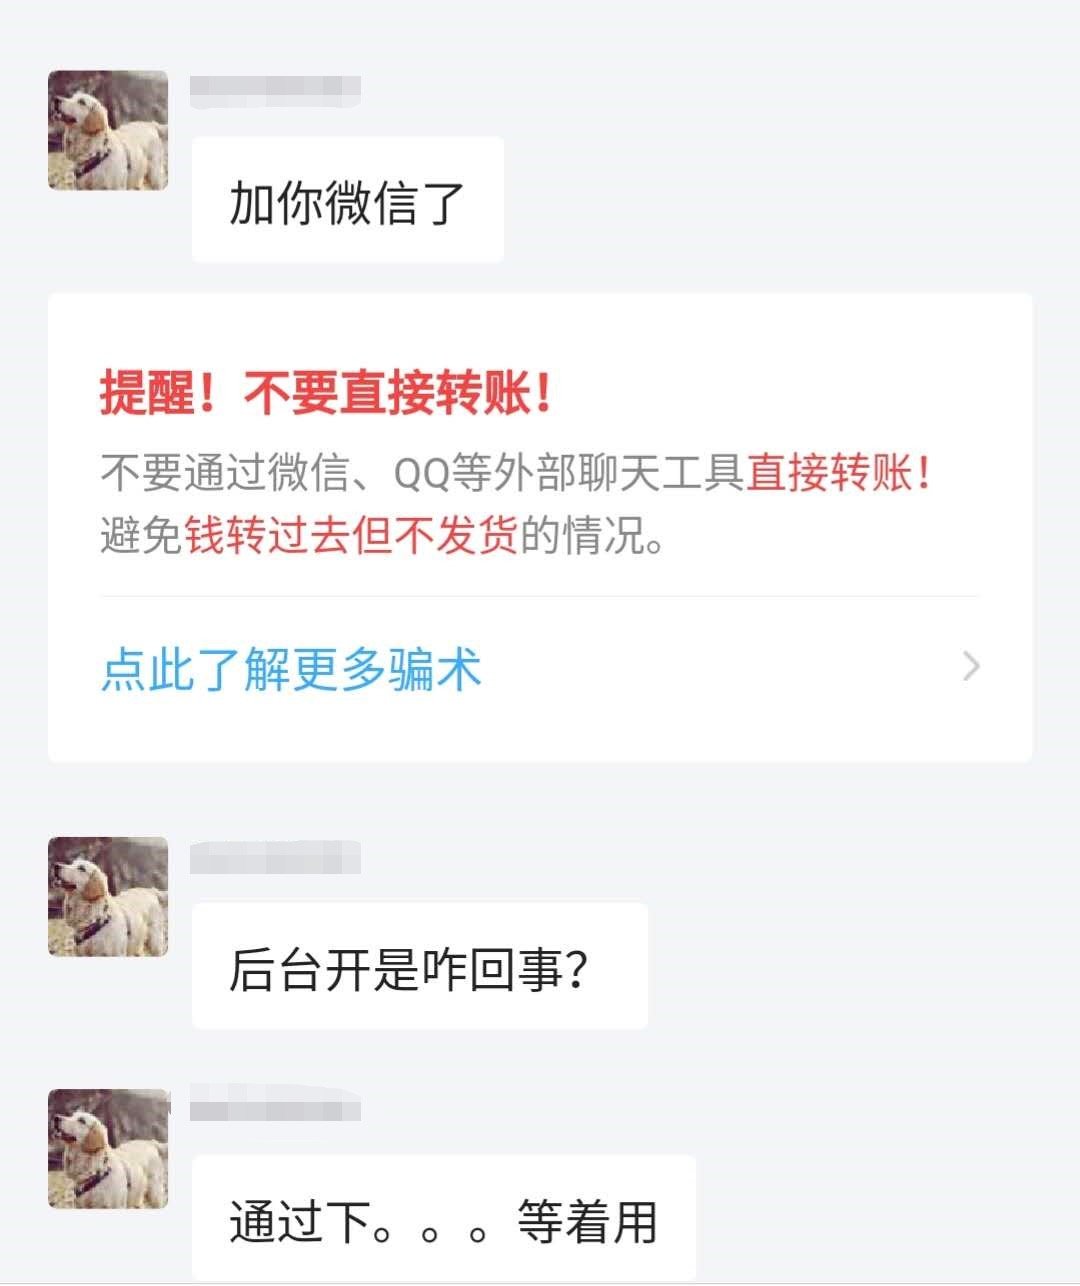 加你微信了
提醒！不要直接转账！
不要通过微信、QQ等外部聊天工具直接转账！
避免钱转过去但不发货的情况。
点此了解更多骗术
后台开是咋回事？
通过下。。。等着用